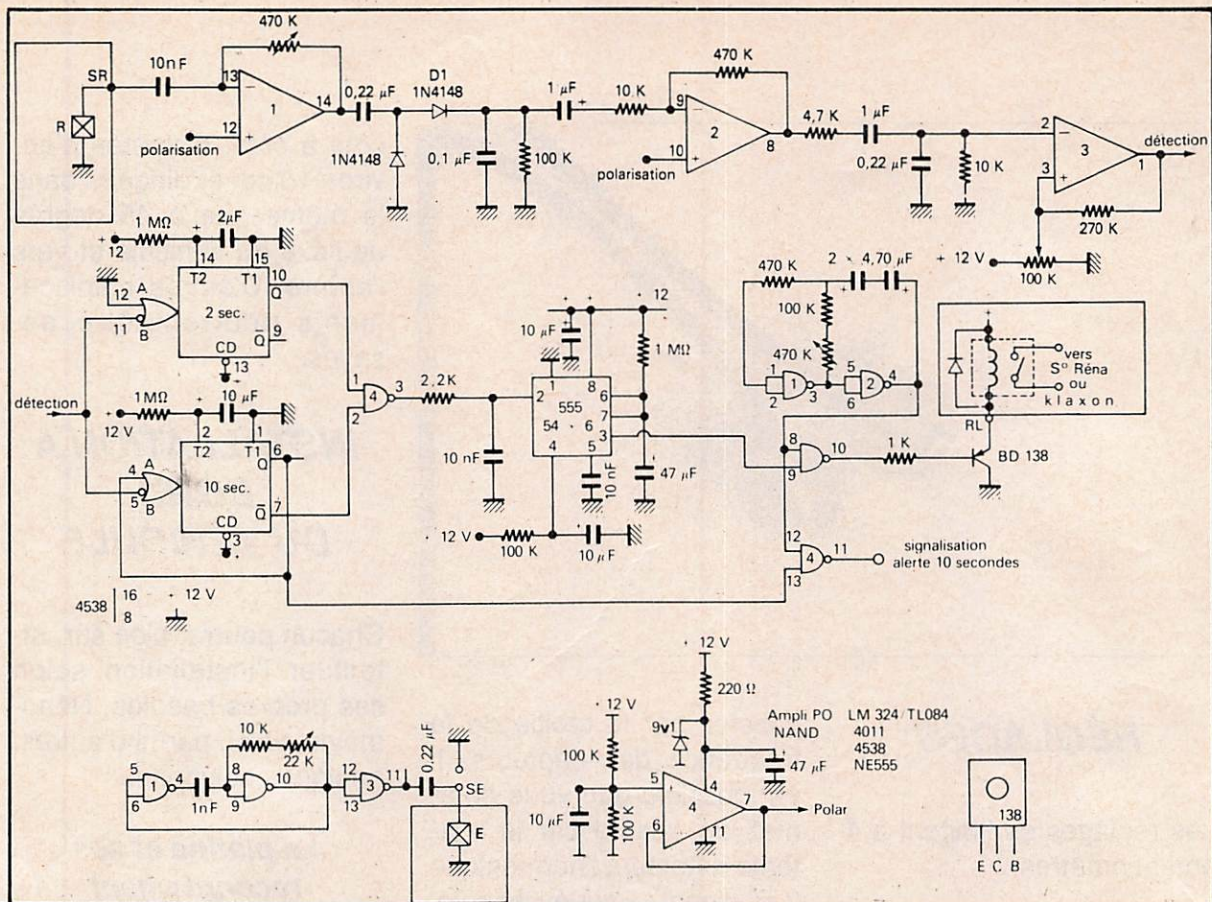 470 K
10nF
SR
R
13
12
1
14
polarisation
0,22 µF
D1
1N4148
1N4148
0,1 µF
100 K
1 µF
10 K
470 K
9
10
2
8
polarisation
4,7 K
1 µF
0,22 µF
10 K
2
3
3
1
détection
270 K
+ 12 V
100 K
1 MΩ
2µF
+ 12
14
15
T2
T1
10
Q
12
A
11
B
2 sec.
Q 9
CD
13
détection
1MΩ
10 µF
+ 12 V
2
1
T2
T1
6
Q
4
A
5
B
10 sec.
7
Q
CD
3
4538
16
8
+ 12 V
1
2
4
3
2,2K
10 nF
10 µF
+ 12
1 MΩ
1
8
2
555
6
7
3
54 · 6
4
5
10 nF
47 µF
12 V
100 K
10 µF
470 K
2 × 4,70 µF
100 K
470 K
1
2
1
3
5
6
2
4
8
9
10
1 K
BD 138
RL
vers
S° Réna
ou
klaxon
12
13
4
11
signalisation
alerte 10 secondes
10 K
22 K
5
6
1
4
1nF
8
9
2
10
12
13
3
11
0,22 µF
SE
E
+ 12 V
100 K
10 µF
100 K
+ 12 V
220 Ω
9v1
47 µF
5
6
4
4
11
7
Polar
Ampli PO LM 324/TL084
NAND 4011
4538
NE555
138
E C B